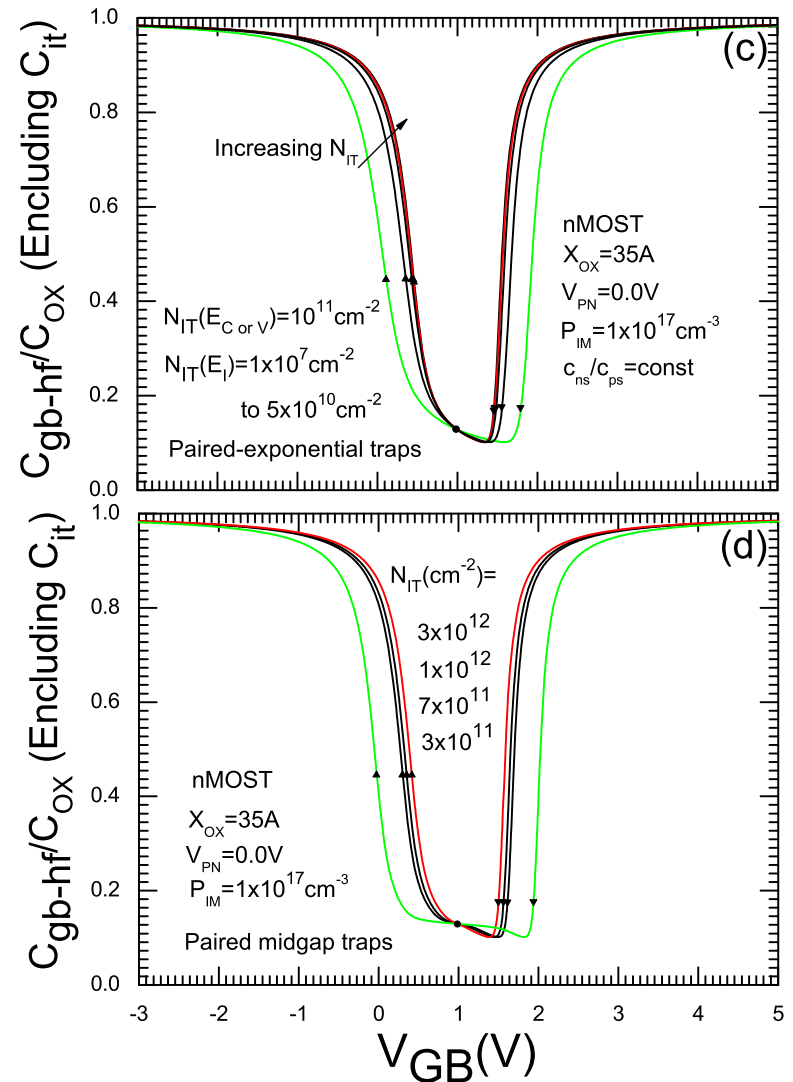 1.0
(c)
0.8
Increasing N_IT
0.6
nMOST
X_OX=35A
V_PN=0.0V
P_IM=1x10^17cm^-3
c_ns/c_ps=const
0.4
N_IT(E_C or V)=10^11cm^-2
N_IT(E_I)=1x10^7cm^-2
to 5x10^10cm^-2
0.2
Paired-exponential traps
0.0
C_gb-hf/C_OX (Excluding C_it)
1.0
(d)
N_IT(cm^-2)=
0.8
3x10^12
1x10^12
0.6
7x10^11
3x10^11
0.4
nMOST
X_OX=35A
V_PN=0.0V
P_IM=1x10^17cm^-3
0.2
Paired midgap traps
0.0
C_gb-hf/C_OX (Excluding C_it)
-3 -2 -1 0 1 2 3 4 5
V_GB(V)